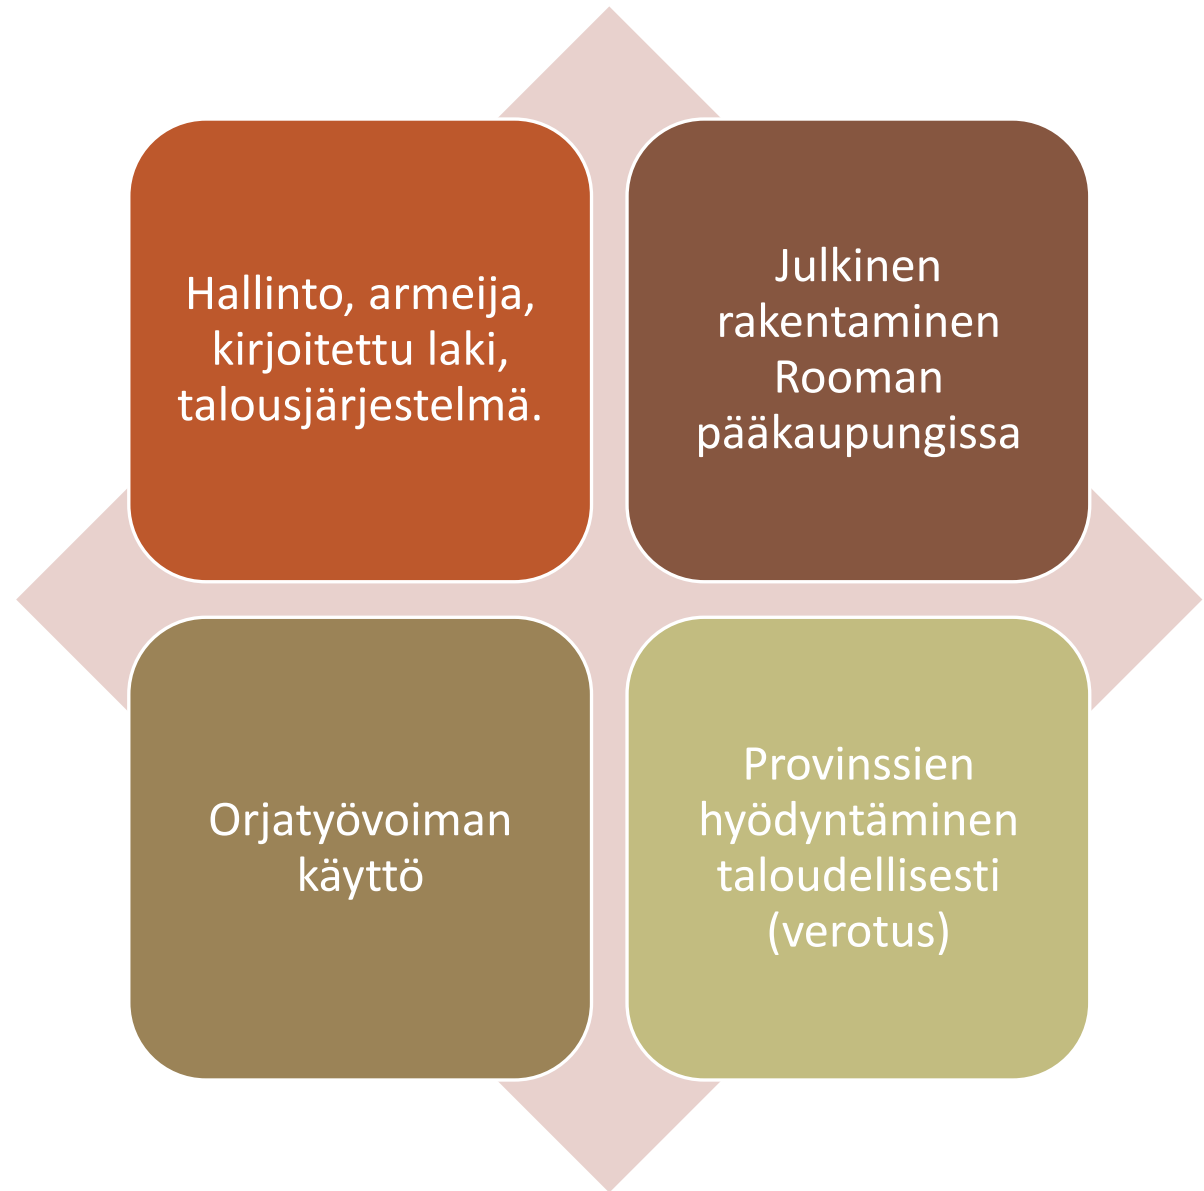 Hallinto, armeija,
kirjoitettu laki,
talousjärjestelmä.
Julkinen
rakentaminen
Rooman
pääkaupungissa
Orjatyövoiman
käyttö
Provinssien
hyödyntäminen
taloudellisesti
(verotus)